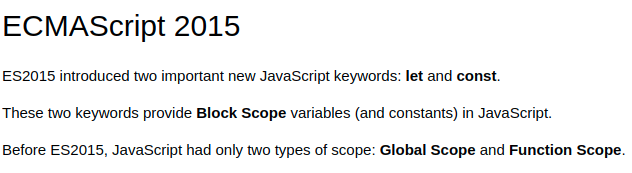 ECMAScript 2015
ES2015 introduced two important new JavaScript keywords: let and const.
These two keywords provide Block Scope variables (and constants) in JavaScript.
Before ES2015, JavaScript had only two types of scope: Global Scope and Function Scope.